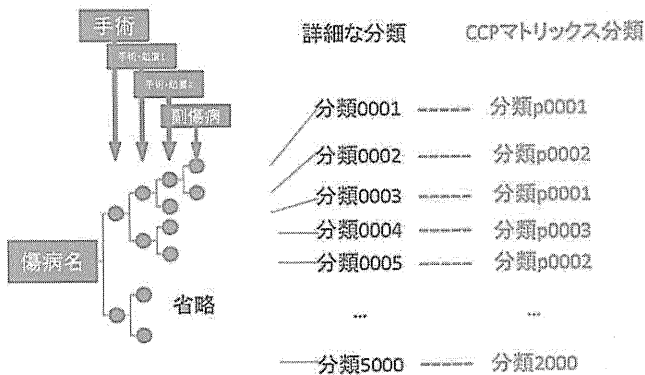 手術
手術・処置1
手術・処置2
副傷病
傷病名
省略
詳細な分類 CCPマトリックス分類
分類0001 ----- 分類p0001
分類0002 ----- 分類p0002
分類0003 ----- 分類p0001
分類0004 ----- 分類p0003
分類0005 ----- 分類p0002
... ...
分類5000 ----- 分類2000